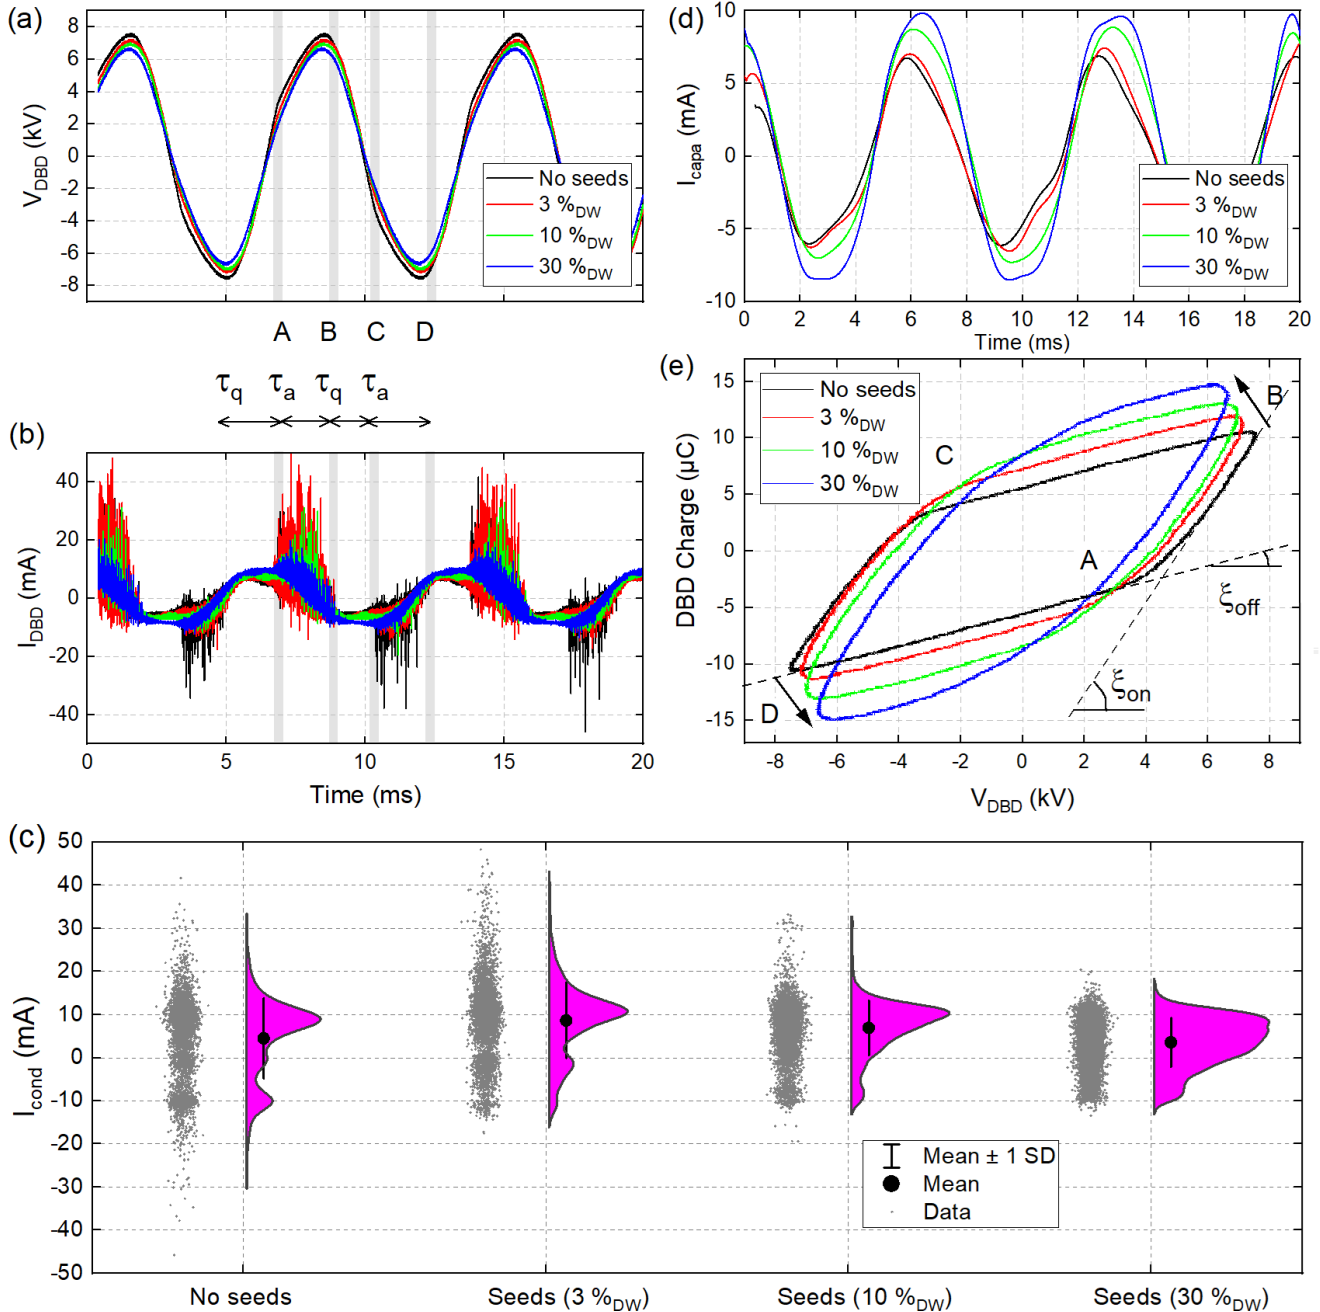 (a)
V_DBD (kV)
8
6
4
2
0
-2
-4
-6
-8
No seeds
3 %_DW
10 %_DW
30 %_DW
0
5
10
15
20
A B C D
(d)
I_capa (mA)
10
5
0
-5
-10
No seeds
3 %_DW
10 %_DW
30 %_DW
0 2 4 6 8 10 12 14 16 18 20
Time (ms)
τ_q τ_a τ_q τ_a
(b)
I_DBD (mA)
40
20
0
-20
-40
0 5 10 15 20
Time (ms)
(e)
DBD Charge (µC)
15
10
5
0
-5
-10
-15
No seeds
3 %_DW
10 %_DW
30 %_DW
B
C
A
D
ξ_off
ξ_on
-8 -6 -4 -2 0 2 4 6 8
V_DBD (kV)
(c)
I_cond (mA)
50
40
30
20
10
0
-10
-20
-30
-40
-50
Mean ± 1 SD
Mean
Data
No seeds
Seeds (3 %_DW)
Seeds (10 %_DW)
Seeds (30 %_DW)